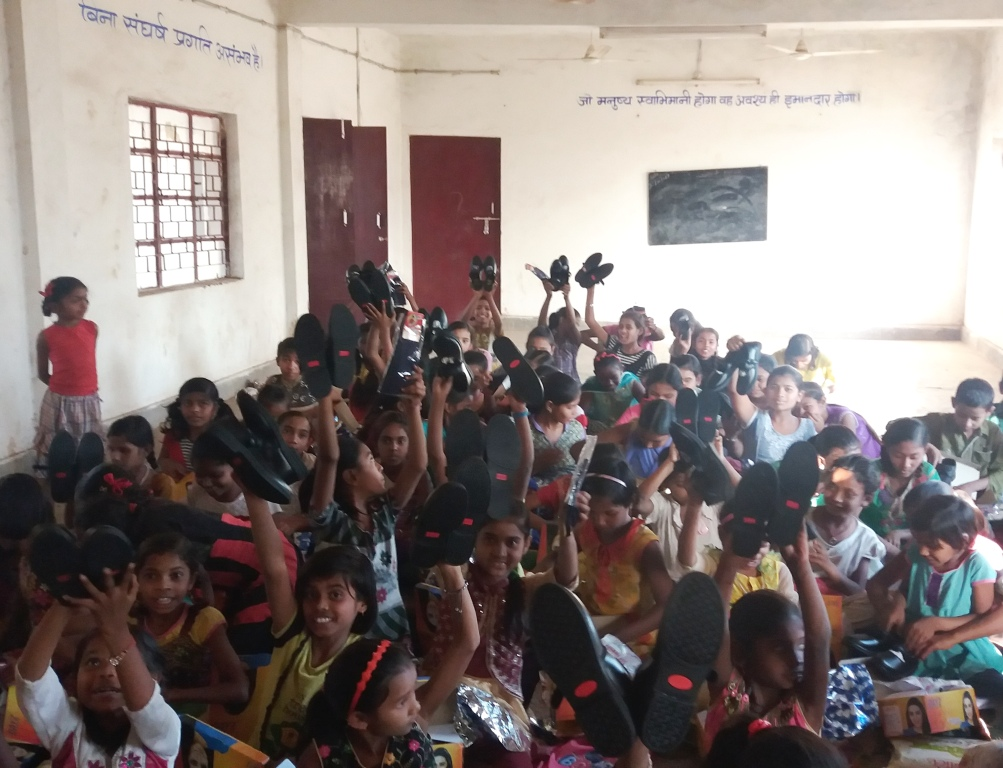 बिना संघर्ष प्रगति असंभव है।
जो मनुष्य स्वाभिमानी होगा वह अवश्य ही इमानदार होगा।